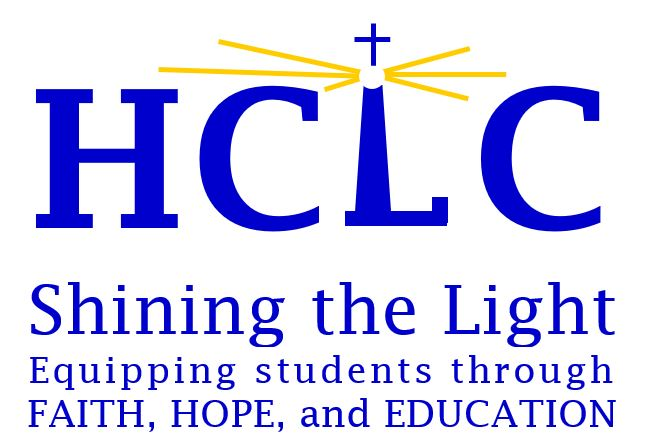 HCLC
Shining the Light
Equipping students through
FAITH, HOPE, and EDUCATION